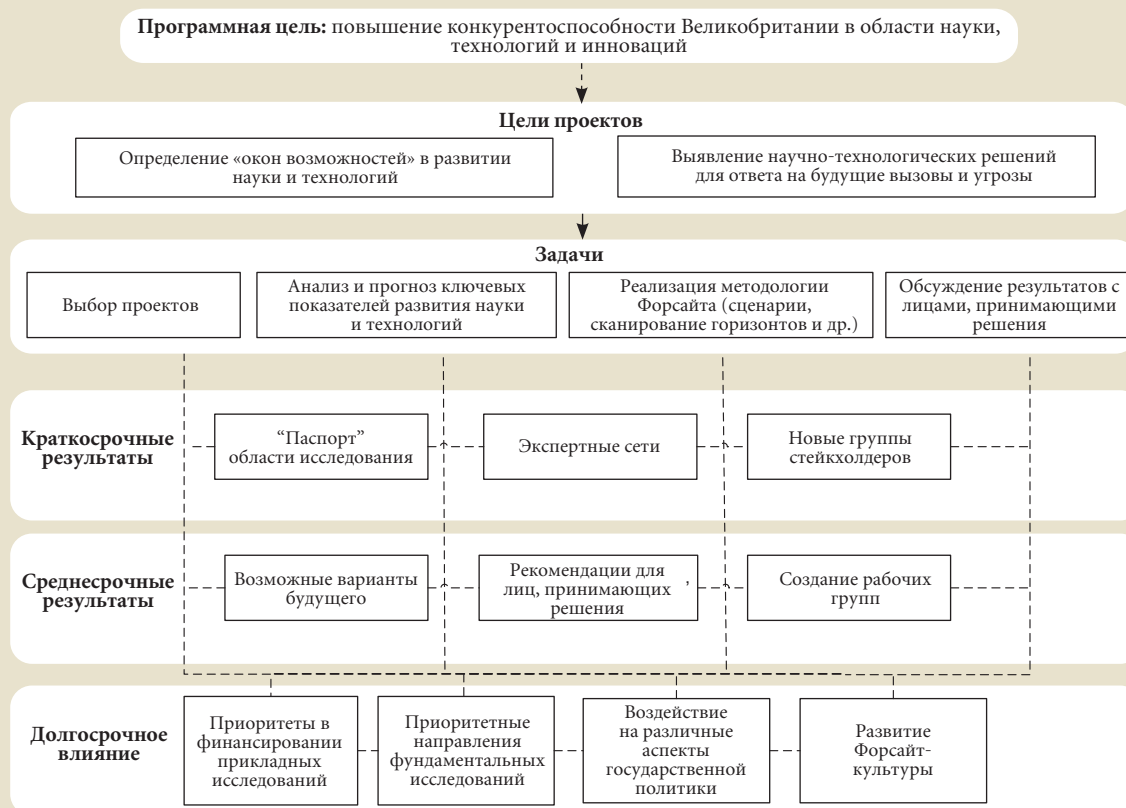 Программная цель: повышение конкурентоспособности Великобритании в области науки,
технологий и инноваций
Цели проектов
Определение «окон возможностей» в развитии
науки и технологий
Выявление научно-технологических решений
для ответа на будущие вызовы и угрозы
Задачи
Выбор проектов
Анализ и прогноз ключевых
показателей развития науки
и технологий
Реализация методологии
Форсайта (сценарии,
сканирование горизонтов и др.)
Обсуждение результатов с
лицами, принимающими
решения
Краткосрочные
результаты
“Паспорт”
области исследования
Экспертные сети
Новые группы
стейкхолдеров
Среднесрочные
результаты
Возможные варианты
будущего
Рекомендации для
лиц, принимающих ,
решения
Создание рабочих
групп
Долгосрочное
влияние
Приоритеты в
финансировании
прикладных
исследований
Приоритетные
направления
фундаментальных
исследований
Воздействие
на различные
аспекты
государственной
политики
Развитие
Форсайт-
культуры